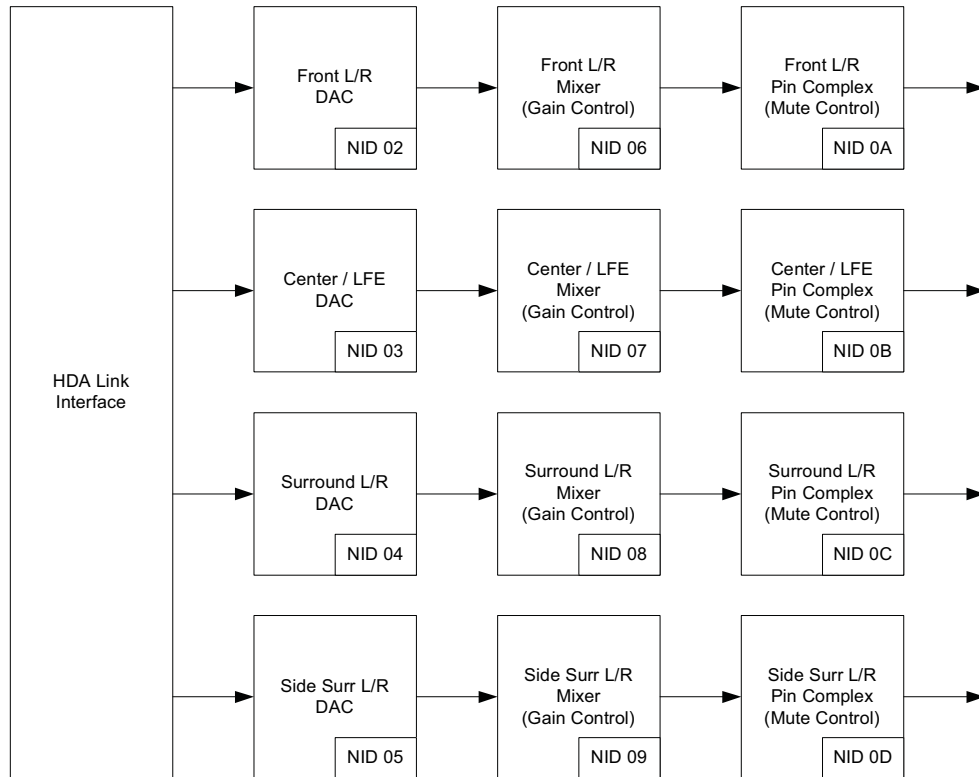 HDA Link
Interface
Front L/R
DAC
NID 02
Front L/R
Mixer
(Gain Control)
NID 06
Front L/R
Pin Complex
(Mute Control)
NID 0A
Center / LFE
DAC
NID 03
Center / LFE
Mixer
(Gain Control)
NID 07
Center / LFE
Pin Complex
(Mute Control)
NID 0B
Surround L/R
DAC
NID 04
Surround L/R
Mixer
(Gain Control)
NID 08
Surround L/R
Pin Complex
(Mute Control)
NID 0C
Side Surr L/R
DAC
NID 05
Side Surr L/R
Mixer
(Gain Control)
NID 09
Side Surr L/R
Pin Complex
(Mute Control)
NID 0D